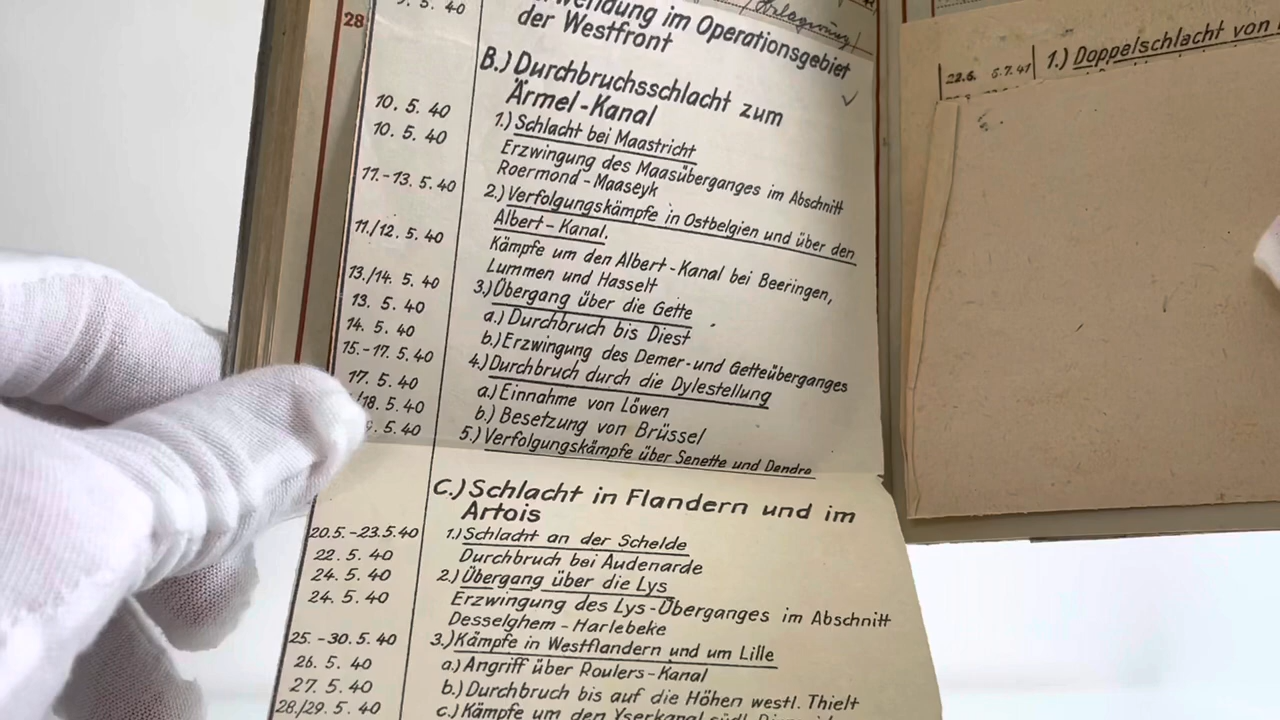 28
9. 5. 40
Verwendung im Operationsgebiet
der Westfront
B.) Durchbruchsschlacht zum
Ärmel-Kanal
10. 5. 40
1.) Schlacht bei Maastricht
10. 5. 40
Erzwingung des Maasüberganges im Abschnitt
Roermond-Maaseyk
11.-13. 5. 40
2.) Verfolgungskämpfe in Ostbelgien und über den
Albert-Kanal.
11./12. 5. 40
Kämpfe um den Albert-Kanal bei Beeringen,
Lummen und Hasselt
13./14. 5. 40
3.) Übergang über die Gette
13. 5. 40
a.) Durchbruch bis Diest
14. 5. 40
b.) Erzwingung des Demer-und Getteüberganges
15.-17. 5. 40
4.) Durchbruch durch die Dylestellung
17. 5. 40
a.) Einnahme von Löwen
/18. 5. 40
b.) Besetzung von Brüssel
. 5. 40
5.) Verfolgungskämpfe über Senette und Dendre
C.) Schlacht in Flandern und im
Artois
20.5.-23.5.40
1.) Schlacht an der Schelde
22. 5. 40
Durchbruch bei Audenarde
24. 5. 40
2.) Übergang über die Lys
24. 5. 40
Erzwingung des Lys-Überganges im Abschnitt
Desselghem-Harlebeke
25.-30. 5. 40
3.) Kämpfe in Westflandern und um Lille
26. 5. 40
a.) Angriff über Roulers-Kanal
27. 5. 40
b.) Durchbruch bis auf die Höhen westl. Thielt
28./29. 5. 40
c.) Kämpfe um den Yserkanal südl.
22.6. 8.7.41
1.) Doppelschlacht von